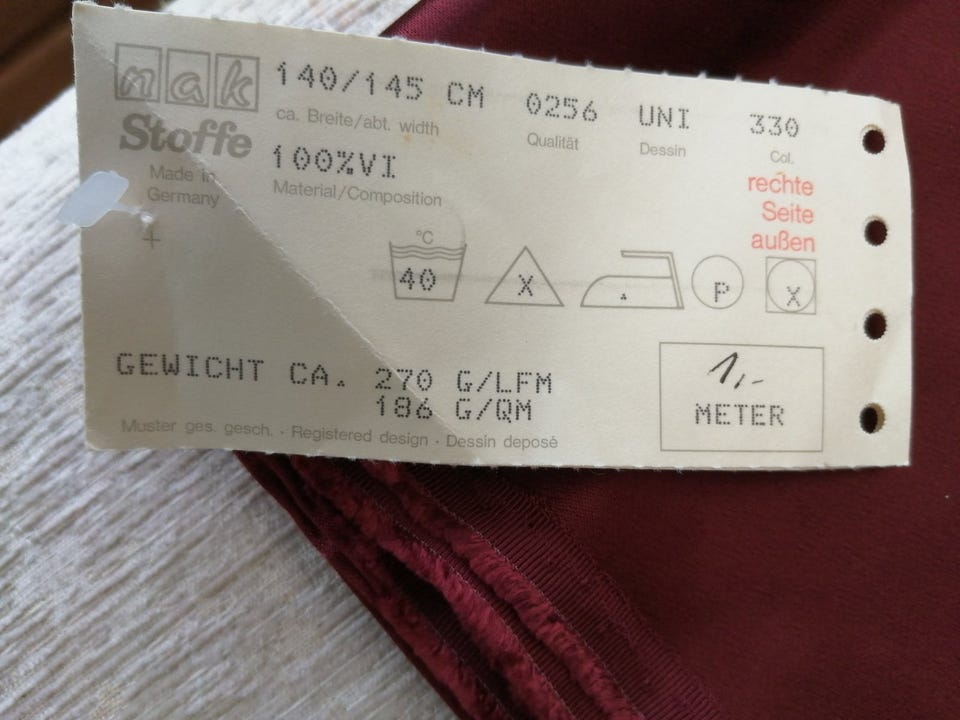 nak
Stoffe
Made in
Germany
+
140/145 CM
ca. Breite/abt. width
100%VI
Material/Composition
0256
Qualität
UNI
Dessin
330
Col.
rechte
Seite
außen
°C
40
X
P
X
GEWICHT CA. 270 G/LFM
186 G/QM
Muster ges. gesch. · Registered design · Dessin deposé
1,-
METER